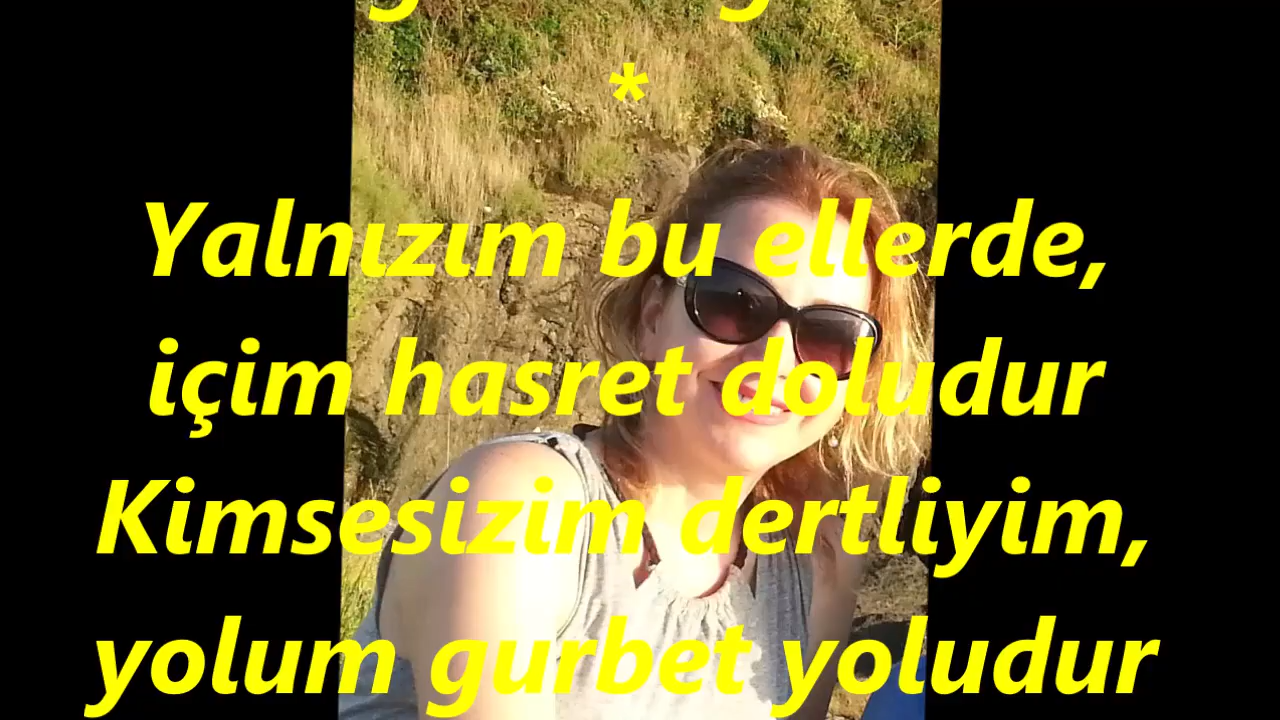 *
Yalnızım bu ellerde,
içim hasret doludur
Kimsesizim dertliyim,
yolum gurbet yoludur